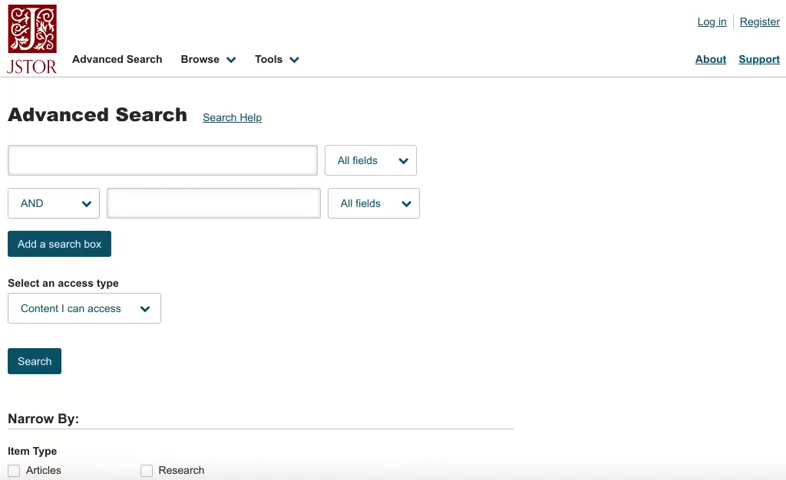 Log in Register
J
JSTOR
Advanced Search Browse Tools About Support
Advanced Search Search Help
All fields
AND All fields
Add a search box
Select an access type
Content I can access
Search
Narrow By:
Item Type
Articles Research